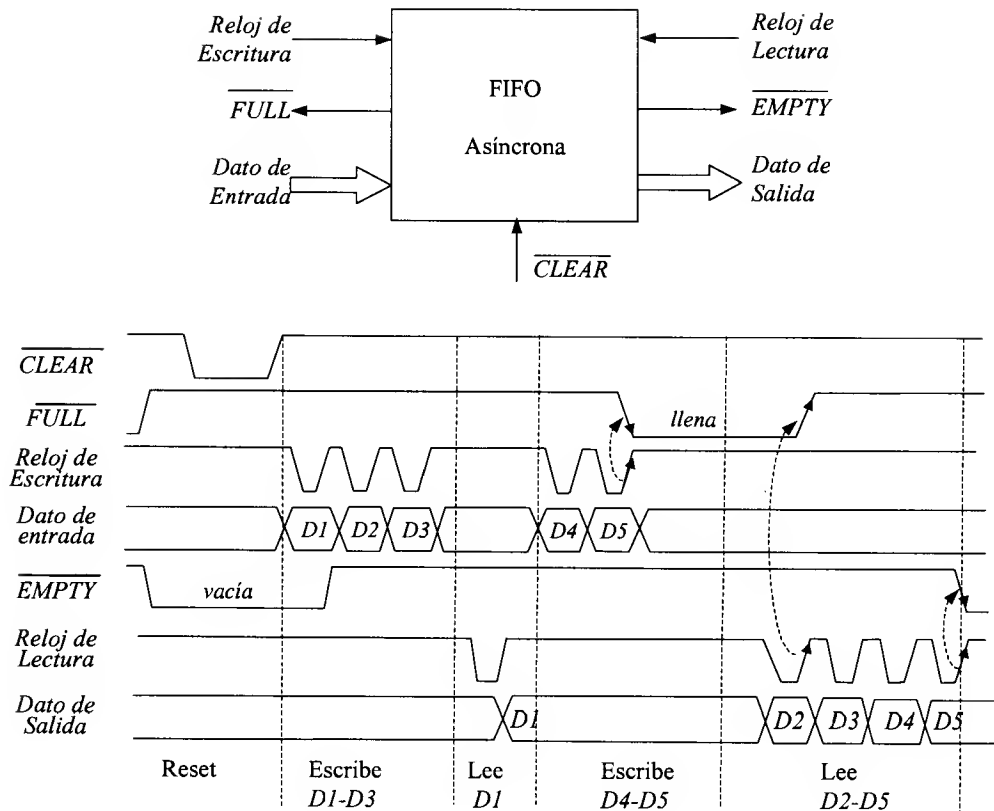 Reloj de
Escritura
Reloj de
Lectura
FULL
FIFO
EMPTY
Asíncrona
Dato de
Entrada
Dato de
Salida
CLEAR
CLEAR
FULL
llena
Reloj de
Escritura
Dato de
entrada
D1 D2 D3 D4 D5
EMPTY
vacía
Reloj de
Lectura
Dato de
Salida
D1 D2 D3 D4 D5
Reset
Escribe
D1-D3
Lee
D1
Escribe
D4-D5
Lee
D2-D5